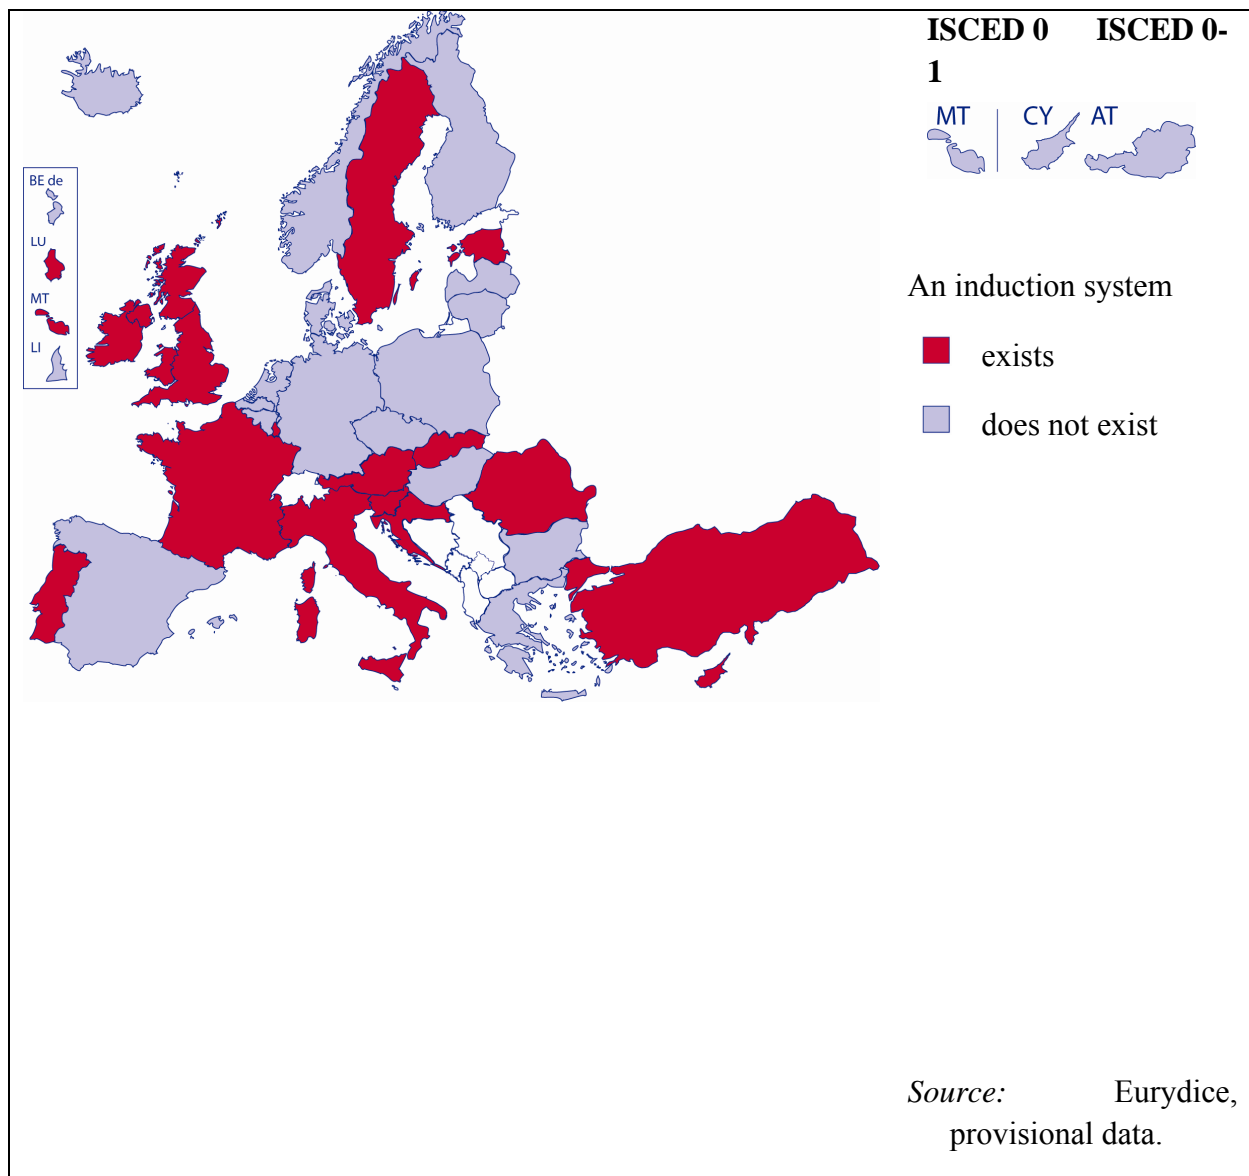 ISCED 0 ISCED 0-
1
MT CY AT
BE de
LU
MT
LI
An induction system
exists
does not exist
Source: Eurydice,
provisional data.